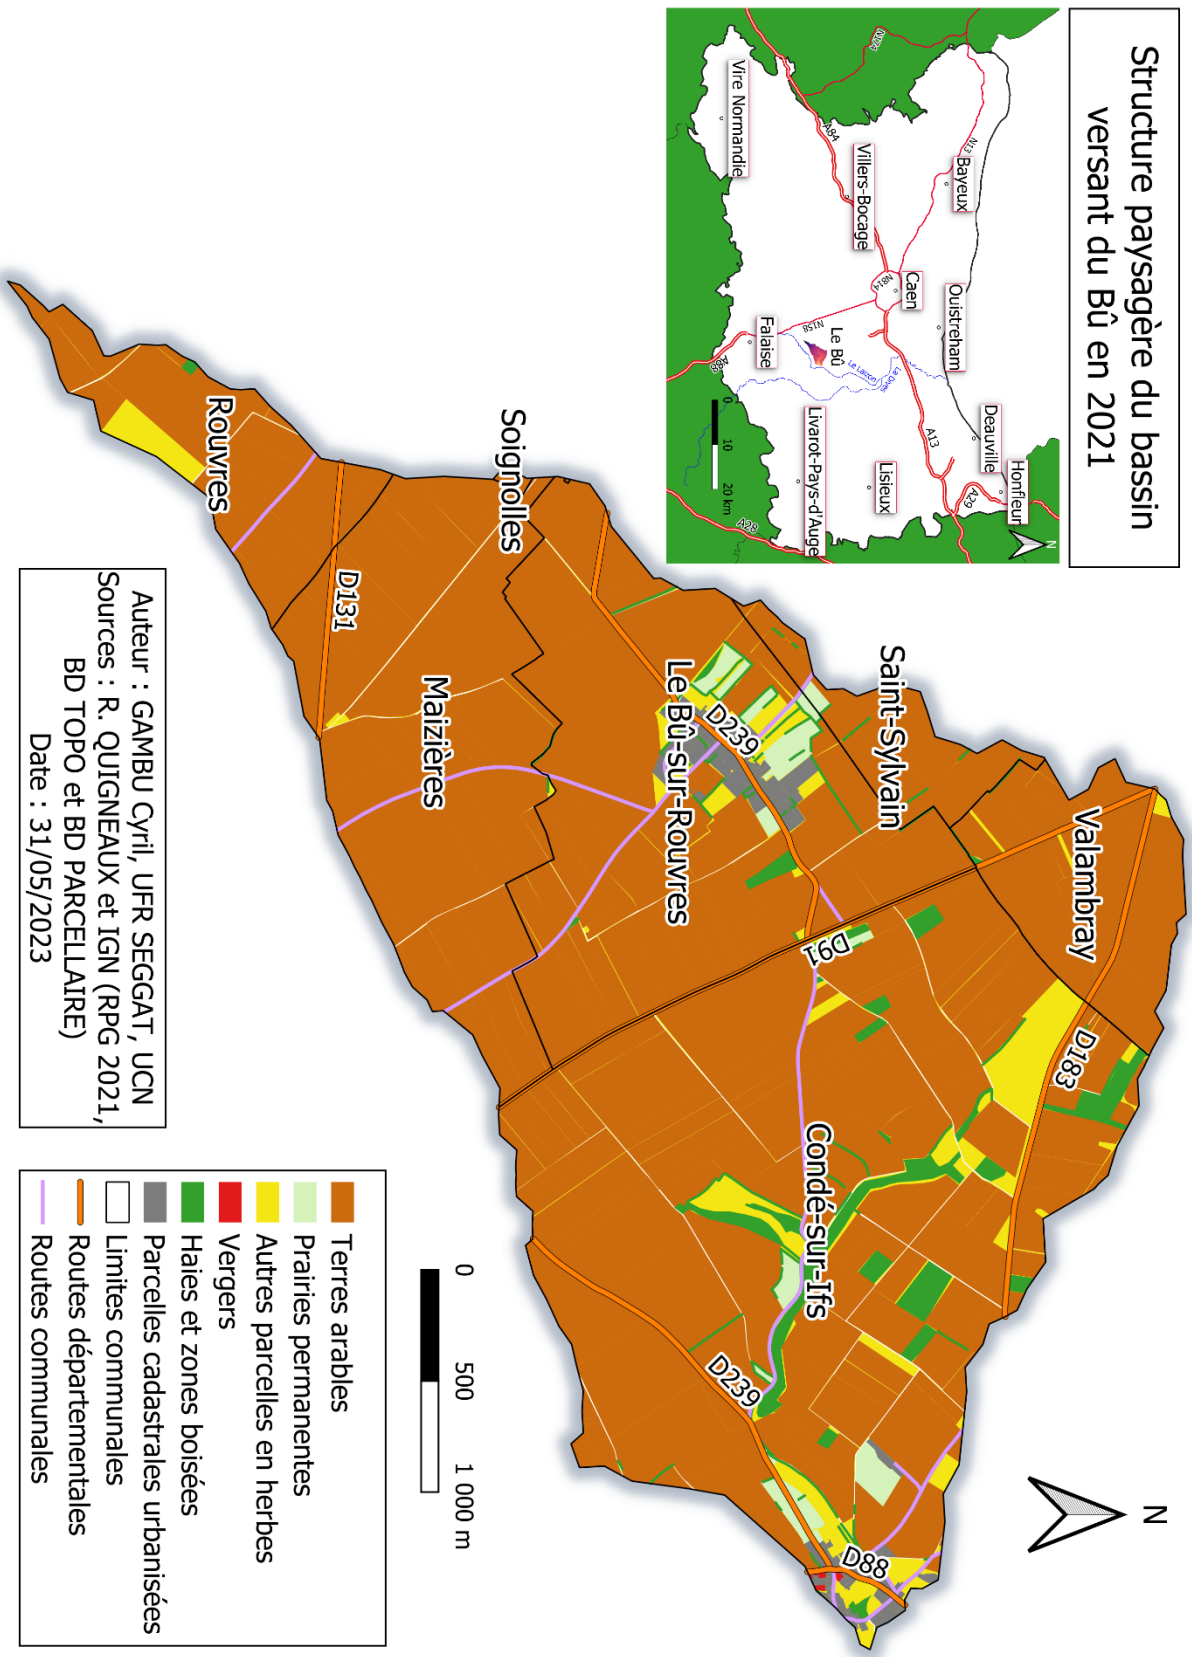 Structure paysagère du bassin
versant du Bû en 2021
N
Honfleur
Deauville
A29
Ouistreham
Bayeux
N13
Caen
N814
A13
Lisieux
N174
A84
Villers-Bocage
La Dives
Le Laizon
Le Bû
N158
Livarot-Pays-d'Auge
Falaise
A88
A28
Vire Normandie
0
10
20 km
N
Valambray
D183
Saint-Sylvain
D91
D88
Condé-sur-Ifs
D239
Le Bû-sur-Rouvres
D239
Soignolles
Maizières
D131
Rouvres
0
500
1 000 m
Terres arables
Prairies permanentes
Autres parcelles en herbes
Vergers
Haies et zones boisées
Parcelles cadastrales urbanisées
Limites communales
Routes départementales
Routes communales
Auteur : GAMBU Cyril, UFR SEGGAT, UCN
Sources : R. QUIGNEAUX et IGN (RPG 2021,
BD TOPO et BD PARCELLAIRE)
Date : 31/05/2023